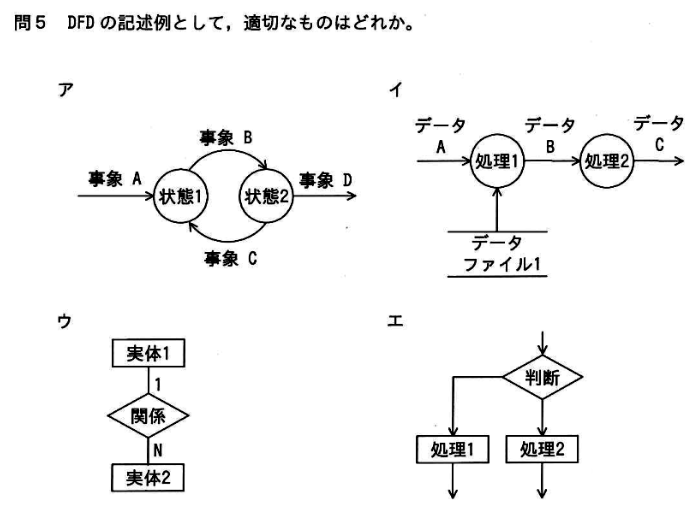 問5 DFDの記述例として，適切なものはどれか。
ア
事象 A
状態1
事象 B
状態2
事象 D
事象 C
イ
データ
A
処理1
データ
B
処理2
データ
C
データ
ファイル1
ウ
実体1
1
関係
N
実体2
エ
判断
処理1
処理2